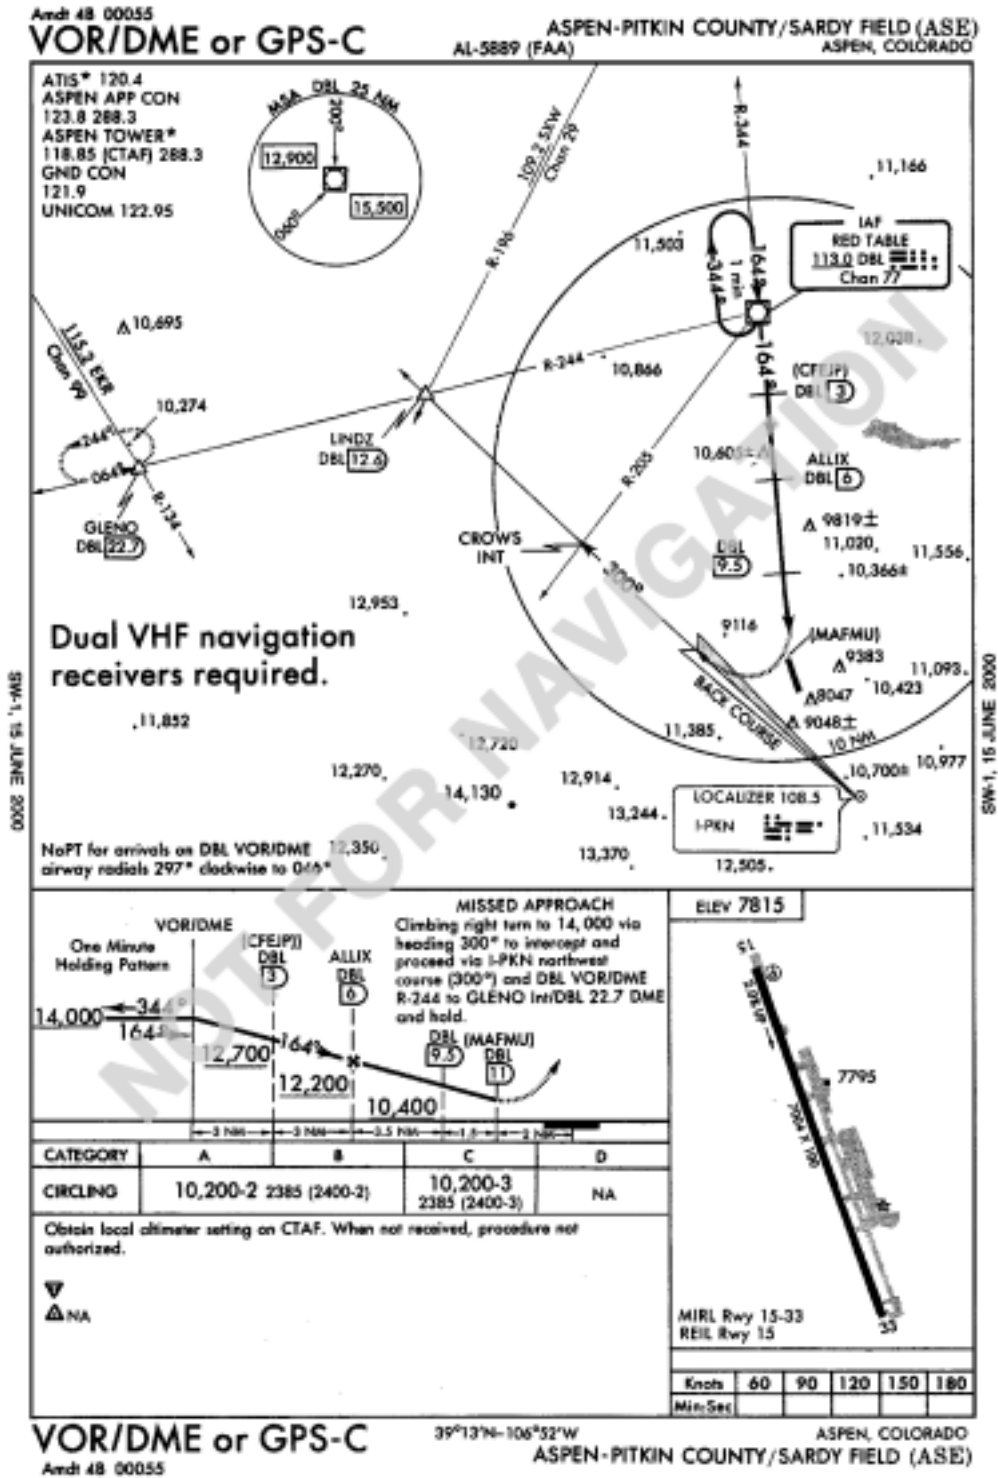 Amdt 4B 00055
VOR/DME or GPS-C
AL-5889 (FAA)
ASPEN-PITKIN COUNTY/SARDY FIELD (ASE)
ASPEN, COLORADO
ATIS* 120.4
ASPEN APP CON
123.8 288.3
ASPEN TOWER*
118.85 (CTAF) 288.3
GND CON
121.9
UNICOM 122.95
MSA DBL 25 NM
200°
12,900
15,500
090°
109.2 SXW
Chan 29
R-196
R-344
11,166
IAF
RED TABLE
113.0 DBL
Chan 77
11,503
164°
1 min
344°
10,695
115.2 EKR
Chan 99
12,038
R-244
10,866
164°
(CFEJP)
DBL 3
10,274
244°
064°
R-134
LINDZ
DBL 12.6
R-205
10,605±
ALLIX
DBL 6
GLENO
DBL 22.7
CROWS
INT
9819±
11,020
11,556
DBL
9.5
10,366±
300°
12,953
9116
(MAFMU)
9383
11,093
Dual VHF navigation
receivers required.
BACK COURSE
8047
10,423
11,852
11,385
9048±
10 NM
12,720
10,977
12,270
10,700±
12,914
14,130
LOCALIZER 108.5
I-PKN
13,244
11,534
NoPT for arrivals on DBL VOR/DME
airway radials 297° clockwise to 046°
12,350
13,370
12,505
SW-1, 15 JUNE 2000
SW-1, 15 JUNE 2000
NOT FOR NAVIGATION
VOR/DME
One Minute
Holding Pattern
(CFEJP))
DBL
3
ALLIX
DBL
6
MISSED APPROACH
Climbing right turn to 14,000 via
heading 300° to intercept and
proceed via I-PKN northwest
course (300°) and DBL VOR/DME
R-244 to GLENO Int/DBL 22.7 DME
and hold.
14,000
344°
164°
164°
12,700
12,200
10,400
DBL
9.5
(MAFMU)
DBL
11
3 NM
3 NM
3.5 NM
1.5
2 NM
ELEV 7815
15
2.0% UP
7795
7004 X 100
33
MIRL Rwy 15-33
REIL Rwy 15
CATEGORY A B C D
CIRCLING 10,200-2 2385 (2400-2) 10,200-3 2385 (2400-3) NA
Obtain local altimeter setting on CTAF. When not received, procedure not
authorized.
T
A NA
Knots 60 90 120 150 180
Min:Sec
VOR/DME or GPS-C
Amdt 4B 00055
39°13'N-106°52'W
ASPEN, COLORADO
ASPEN-PITKIN COUNTY/SARDY FIELD (ASE)